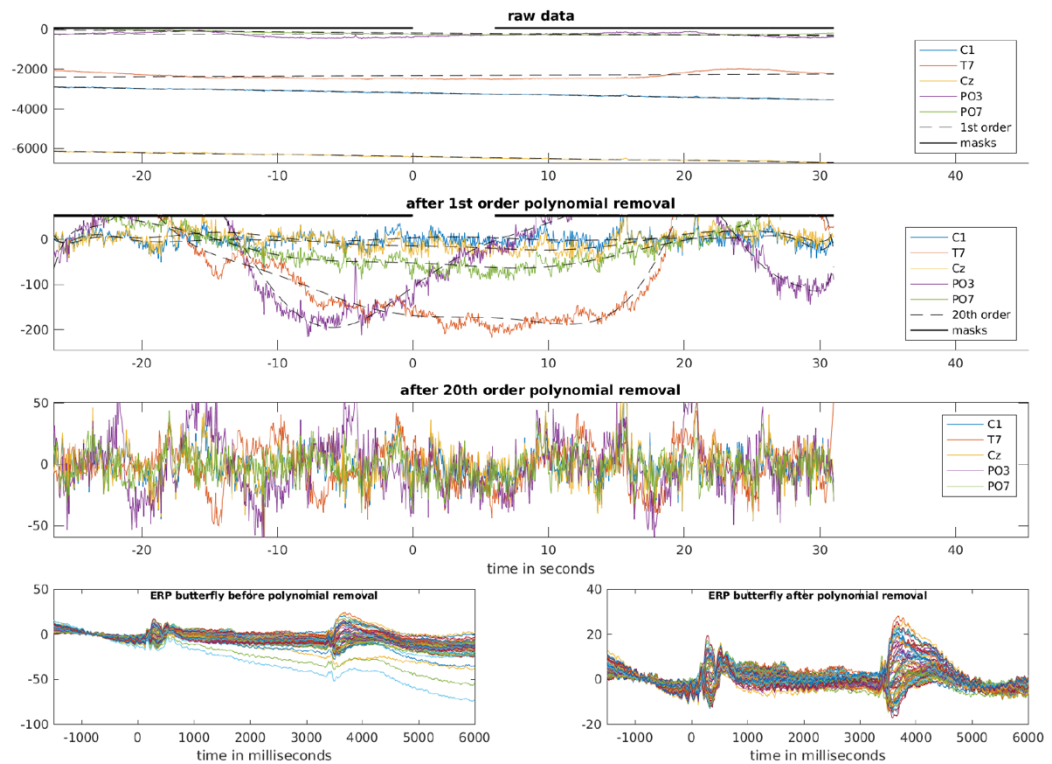 raw data
0
-2000
-4000
-6000
C1
T7
Cz
PO3
PO7
1st order
masks
-20 -10 0 10 20 30 40
after 1st order polynomial removal
0
-100
-200
C1
T7
Cz
PO3
PO7
20th order
masks
-20 -10 0 10 20 30 40
after 20th order polynomial removal
50
0
-50
C1
T7
Cz
PO3
PO7
-20 -10 0 10 20 30 40
time in seconds
ERP butterfly before polynomial removal
50
0
-50
-100
-1000 0 1000 2000 3000 4000 5000 6000
time in milliseconds
ERP butterfly after polynomial removal
40
20
0
-20
-1000 0 1000 2000 3000 4000 5000 6000
time in milliseconds